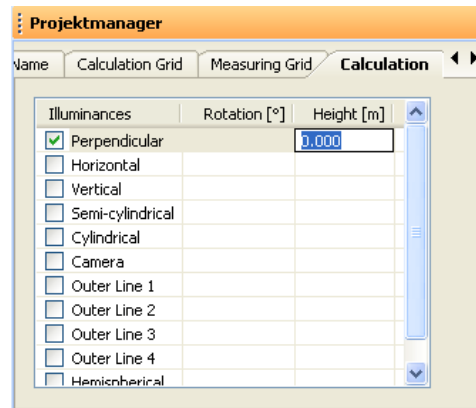 Projektmanager
Name Calculation Grid Measuring Grid Calculation
Illuminances Rotation [°] Height [m]
Perpendicular 0.000
Horizontal
Vertical
Semi-cylindrical
Cylindrical
Camera
Outer Line 1
Outer Line 2
Outer Line 3
Outer Line 4
Hemispherical